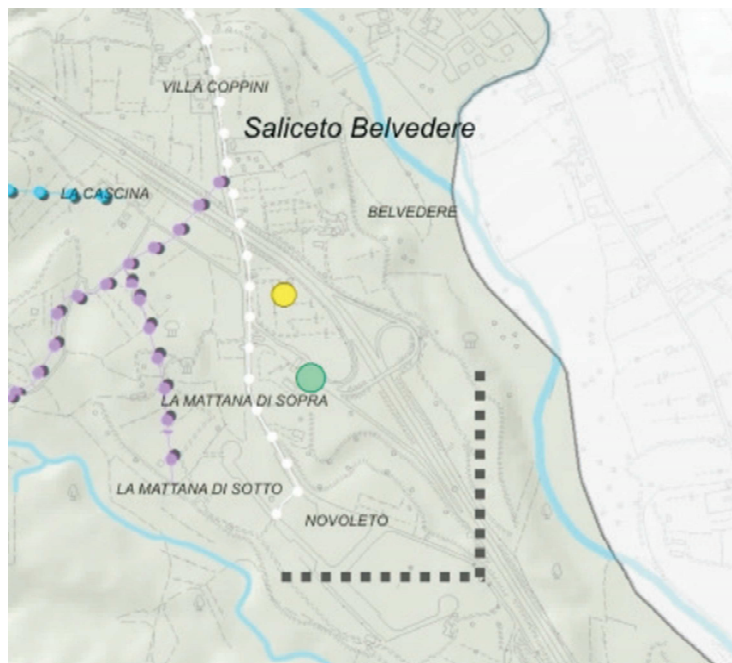 VILLA COPPINI
Saliceto Belvedere
LA CASCINA
BELVEDERE
LA MATTANA DI SOPRA
LA MATTANA DI SOTTO
NOVOLETO